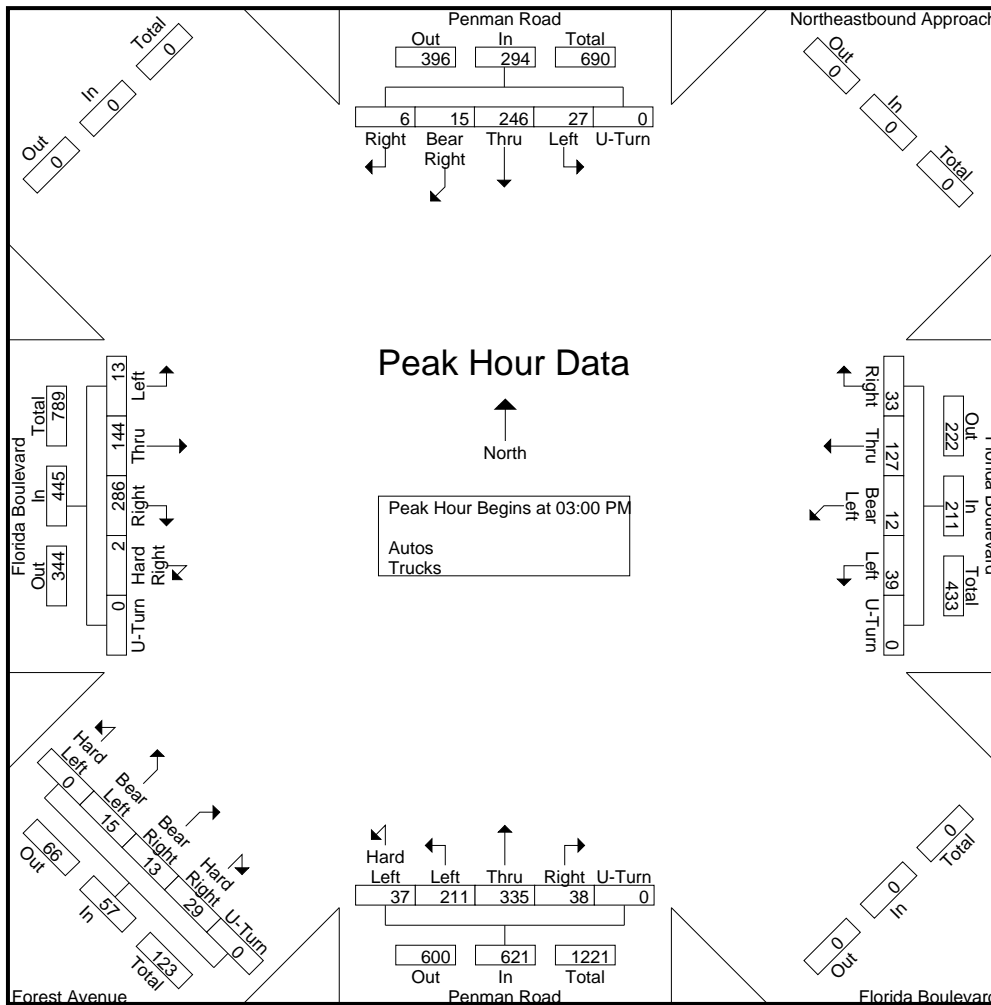 Penman Road
Out In Total
396 294 690
6 15 246 27 0
Right Bear Right Thru Left U-Turn
Total
0
In
0
Out
0
Northeastbound Approach
Out
0
In
0
Total
0
Florida Boulevard
Total In Out
789 445 344
13 144 286 2 0
Left Thru Right Hard Right U-Turn
Peak Hour Data
North
Peak Hour Begins at 03:00 PM
Autos
Trucks
Right Thru Bear Left Left U-Turn
33 127 12 39 0
Out In Total
222 211 433
Florida Boulevard
Hard Left Bear Left Bear Right Hard Right U-Turn
0 15 13 29 0
66 57 123
Out In Total
Forest Avenue
Hard Left Left Thru Right U-Turn
37 211 335 38 0
600 621 1221
Out In Total
Penman Road
0
Total
0
In
0
Out
Florida Boulevard